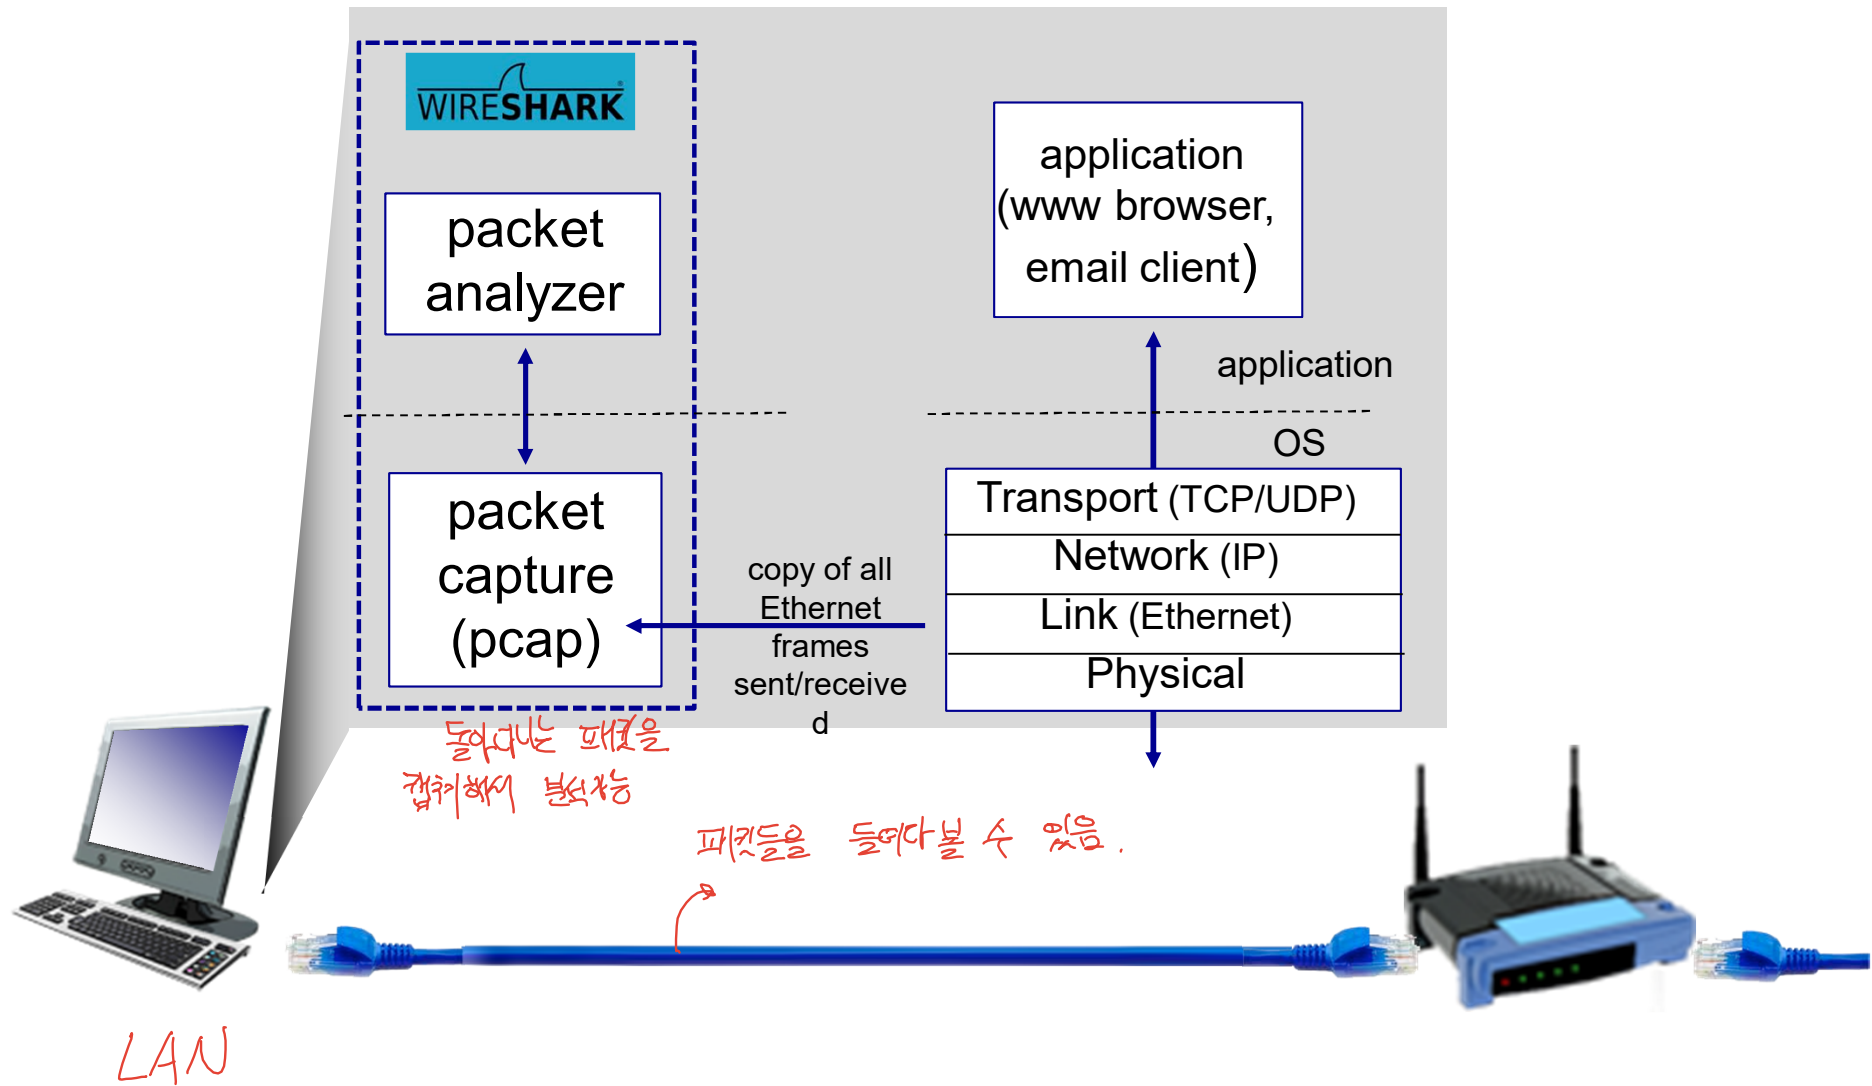 WIRESHARK
packet
analyzer
packet
capture
(pcap)
copy of all
Ethernet
frames
sent/receive
d
application
(www browser,
email client)
application
OS
Transport (TCP/UDP)
Network (IP)
Link (Ethernet)
Physical
돌아다니는 패킷을
캡쳐해서 분석가능
패킷들을 들여다 볼 수 있음.
LAN